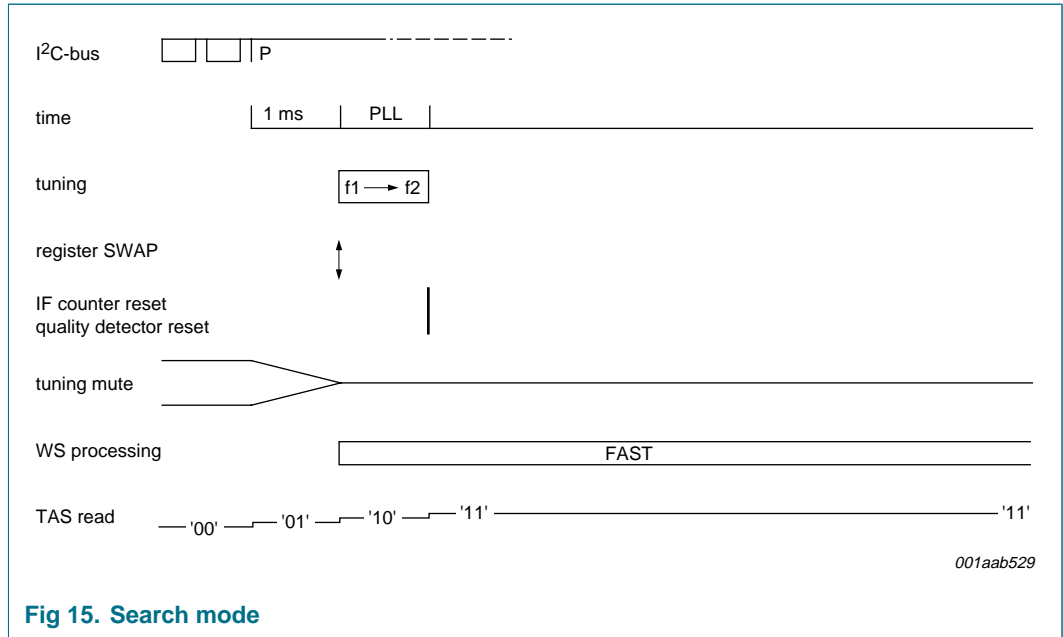 I2C-bus P
time 1 ms PLL
tuning f1 → f2
register SWAP
IF counter reset
quality detector reset
tuning mute
WS processing FAST
TAS read '00' '01' '10' '11' '11'
001aab529
Fig 15. Search mode